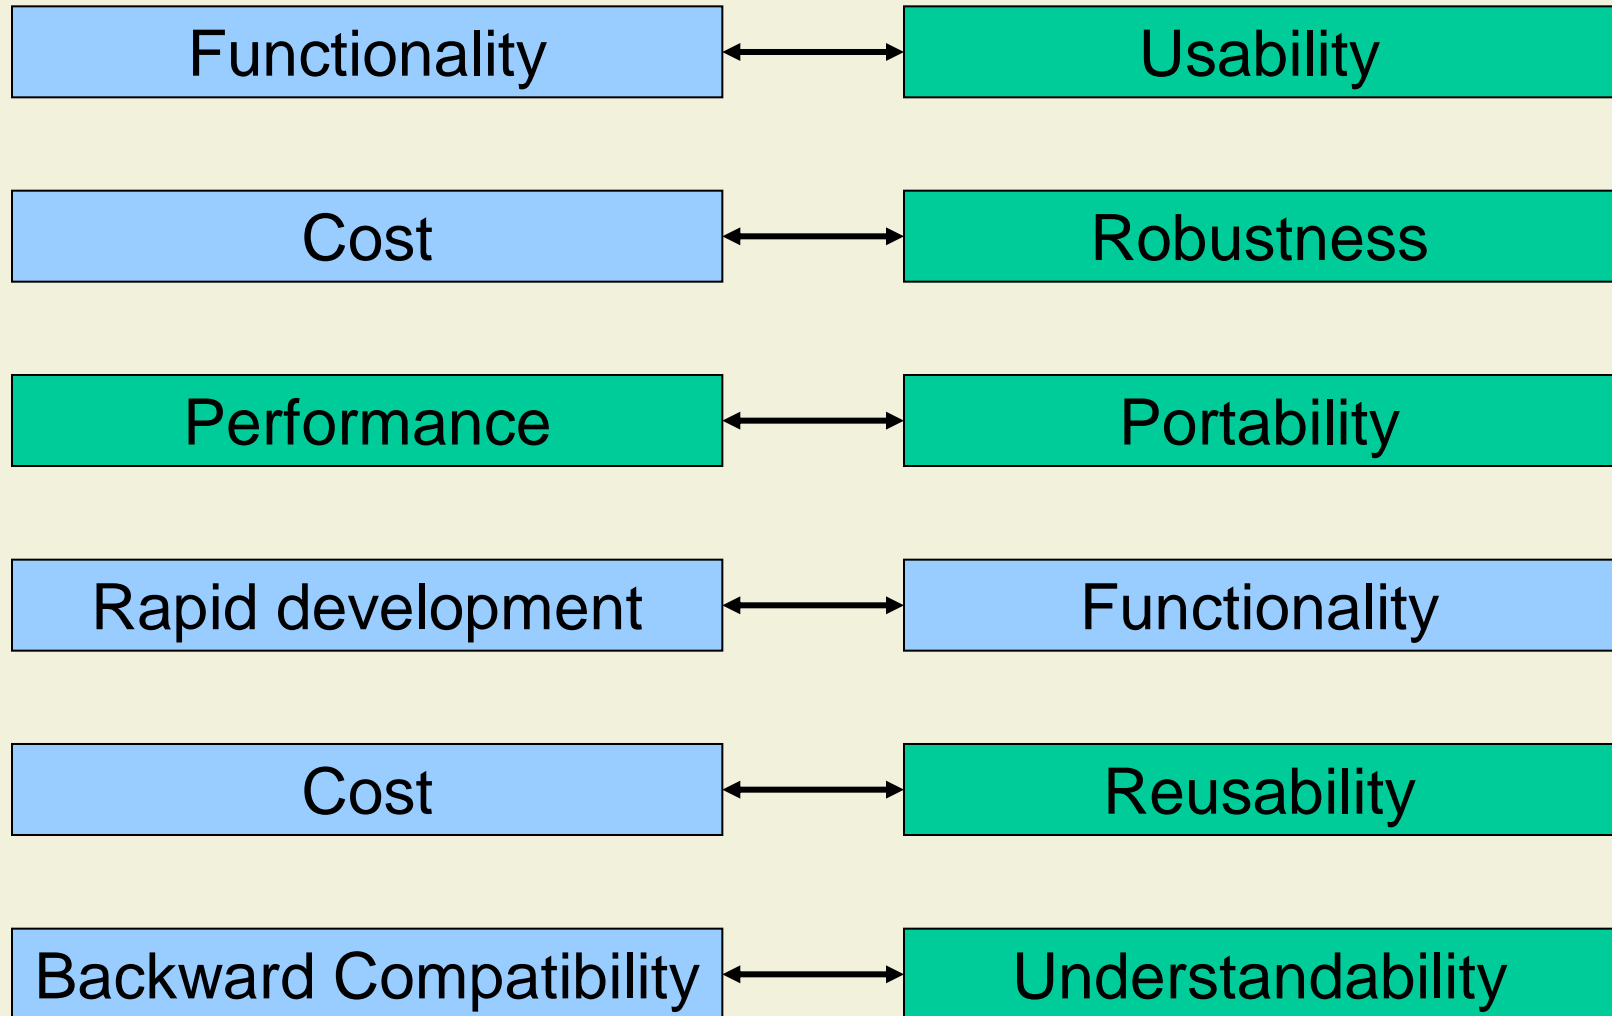 Functionality
Usability
Cost
Robustness
Performance
Portability
Rapid development
Functionality
Cost
Reusability
Backward Compatibility
Understandability